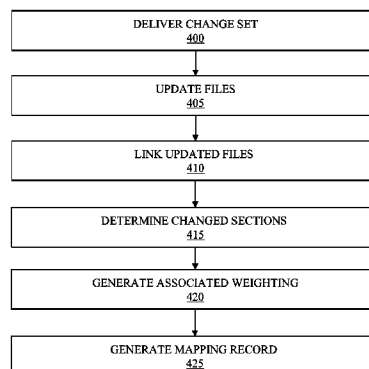 DELIVER CHANGE SET
400
UPDATE FILES
405
LINK UPDATED FILES
410
DETERMINE CHANGED SECTIONS
415
GENERATE ASSOCIATED WEIGHTING
420
GENERATE MAPPING RECORD
425